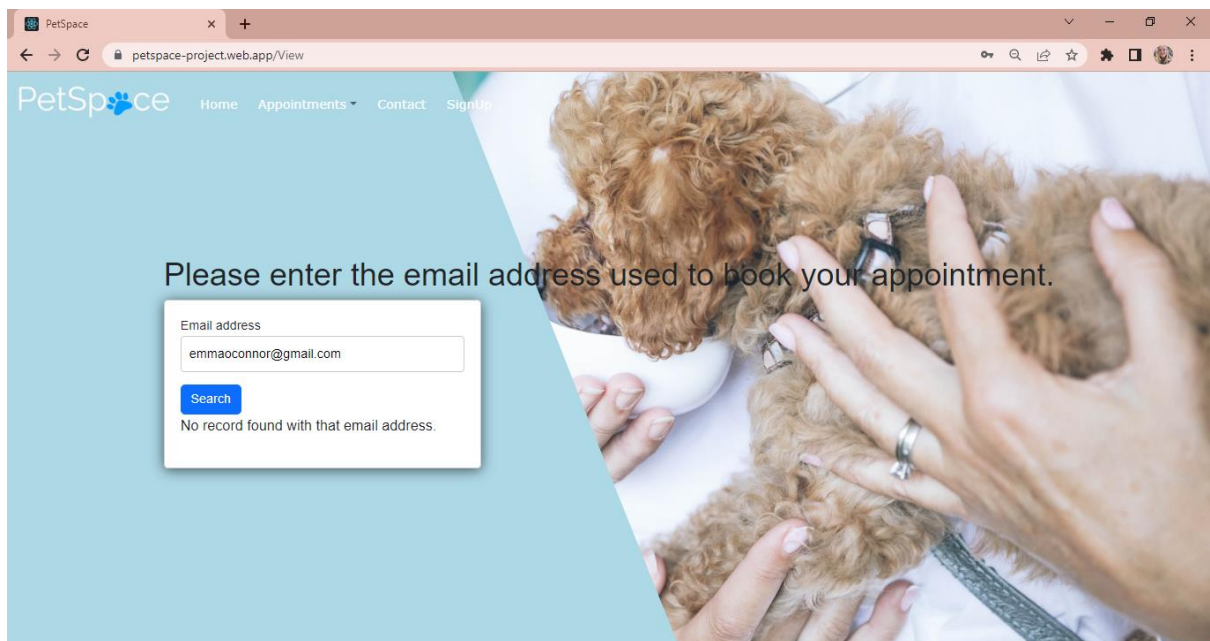 PetSpace
petspace-project.web.app/View
PetSpace Home Appointments Contact SignUp
Please enter the email address used to book your appointment.
Email address
emmaoconnor@gmail.com
Search
No record found with that email address.